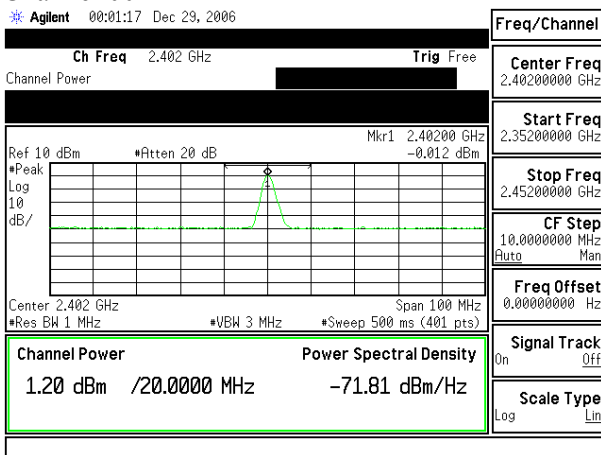 Agilent 00:01:17 Dec 29, 2006
Ch Freq 2.402 GHz Trig Free
Channel Power
Mkr1 2.40200 GHz
Ref 10 dBm #Atten 20 dB -0.012 dBm
#Peak
Log
10
dB/
Center 2.402 GHz Span 100 MHz
#Res BW 1 MHz #VBW 3 MHz #Sweep 500 ms (401 pts)
Channel Power Power Spectral Density
1.20 dBm /20.0000 MHz -71.81 dBm/Hz
Freq/Channel
Center Freq
2.40200000 GHz
Start Freq
2.35200000 GHz
Stop Freq
2.45200000 GHz
CF Step
10.0000000 MHz
Auto Man
Freq Offset
0.00000000 Hz
Signal Track
On Off
Scale Type
Log Lin